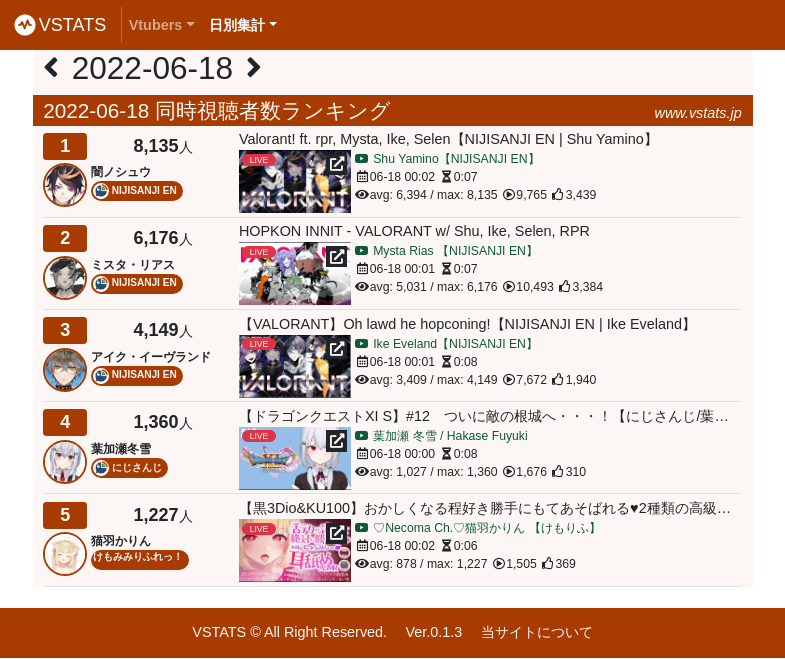 VSTATS Vtubers 日別集計
2022-06-18
2022-06-18 同時視聴者数ランキング www.vstats.jp
1 8,135人
闇ノシュウ
NIJISANJI EN
Valorant! ft. rpr, Mysta, Ike, Selen【NIJISANJI EN | Shu Yamino】
LIVE
VALORANT
Shu Yamino【NIJISANJI EN】
06-18 00:02 0:07
avg: 6,394 / max: 8,135 9,765 3,439
2 6,176人
ミスタ・リアス
NIJISANJI EN
HOPKON INNIT - VALORANT w/ Shu, Ike, Selen, RPR
LIVE
Mysta Rias 【NIJISANJI EN】
06-18 00:01 0:07
avg: 5,031 / max: 6,176 10,493 3,384
3 4,149人
アイク・イーヴランド
NIJISANJI EN
【VALORANT】Oh lawd he hopconing!【NIJISANJI EN | Ike Eveland】
LIVE
VALORANT
Ike Eveland【NIJISANJI EN】
06-18 00:01 0:08
avg: 3,409 / max: 4,149 7,672 1,940
4 1,360人
葉加瀬冬雪
にじさんじ
【ドラゴンクエストXI S】#12　ついに敵の根城へ・・・！【にじさんじ/葉…
LIVE
葉加瀬 冬雪 / Hakase Fuyuki
06-18 00:00 0:08
avg: 1,027 / max: 1,360 1,676 310
5 1,227人
猫羽かりん
けもみみりふれっ！
【黒3Dio&KU100】おかしくなる程好き勝手にもてあそばれる♥2種類の高級…
LIVE
♡Necoma Ch.♡猫羽かりん 【けもりふ】
06-18 00:02 0:06
avg: 878 / max: 1,227 1,505 369
VSTATS © All Right Reserved. Ver.0.1.3 当サイトについて